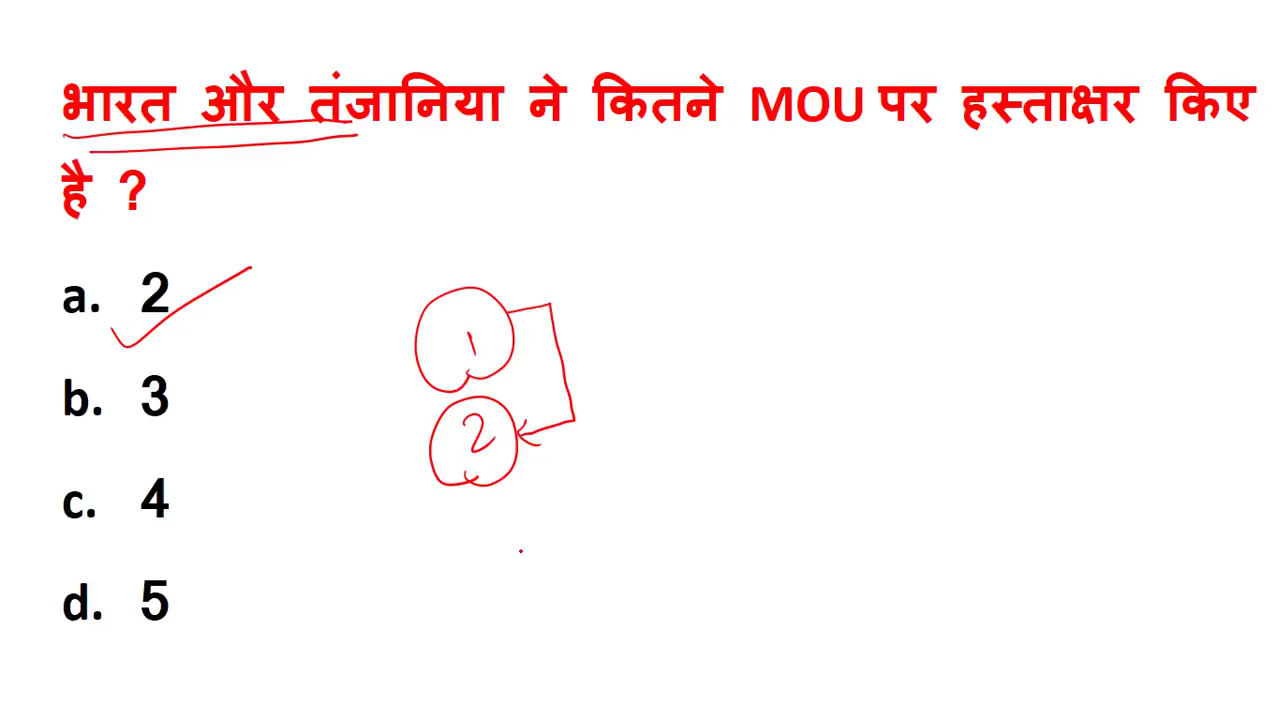 भारत और तंजानिया ने कितने MOU पर हस्ताक्षर किए
है ?
a. 2
b. 3
c. 4
d. 5
1
2